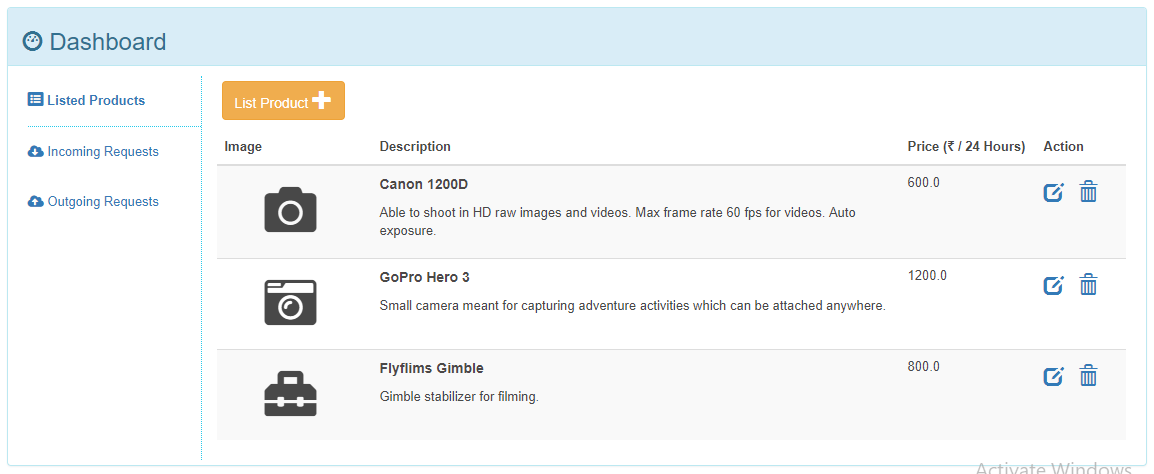 Dashboard
Listed Products
Incoming Requests
Outgoing Requests
List Product
Image Description Price (₹ / 24 Hours) Action
Canon 1200D 600.0
Able to shoot in HD raw images and videos. Max frame rate 60 fps for videos. Auto
exposure.
GoPro Hero 3 1200.0
Small camera meant for capturing adventure activities which can be attached anywhere.
Flyflims Gimble 800.0
Gimble stabilizer for filming.
Activate Windows